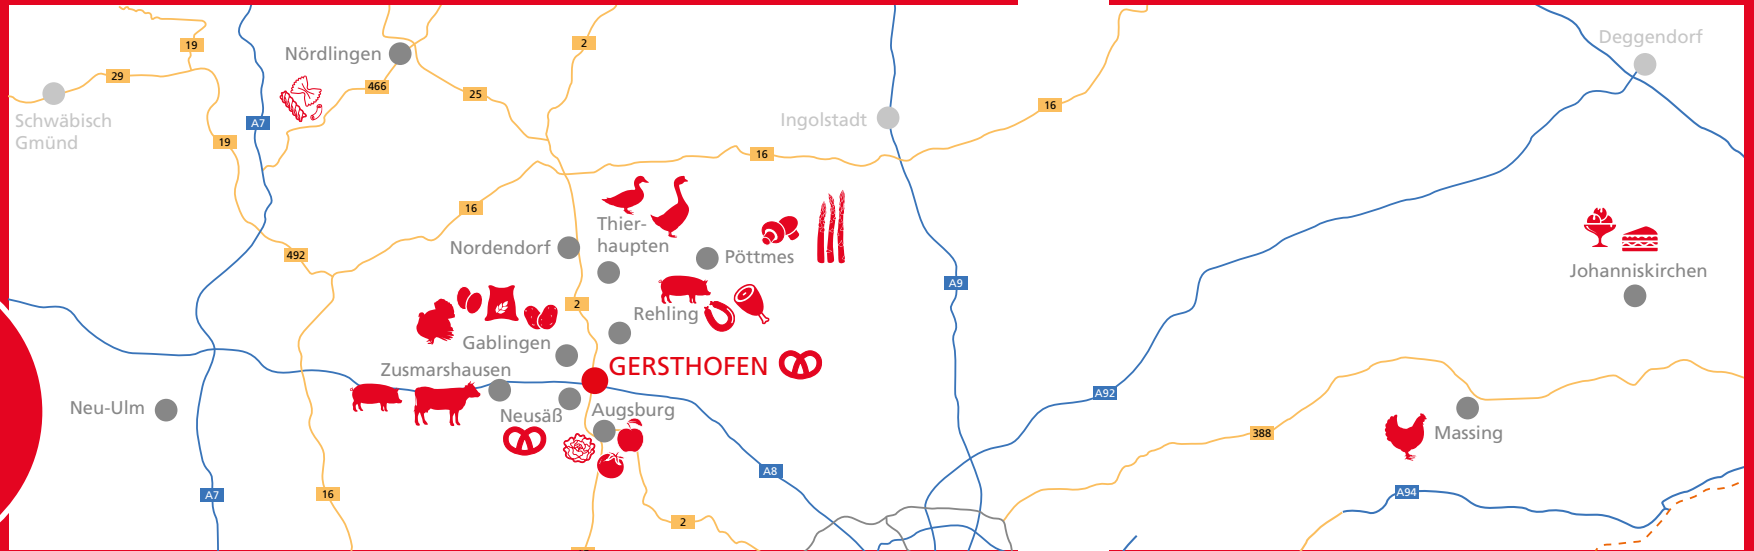 19
2
Deggendorf
Nördlingen
29
466
25
16
Schwäbisch
Gmünd
A7
Ingolstadt
19
16
16
Thier-
haupten
Nordendorf
492
Pöttmes
Johanniskirchen
A9
2
Rehling
Gablingen
GERSTHOFEN
Zusmarshausen
A92
Neu-Ulm
Neusäß
Augsburg
388
Massing
A8
A7
16
A94
2